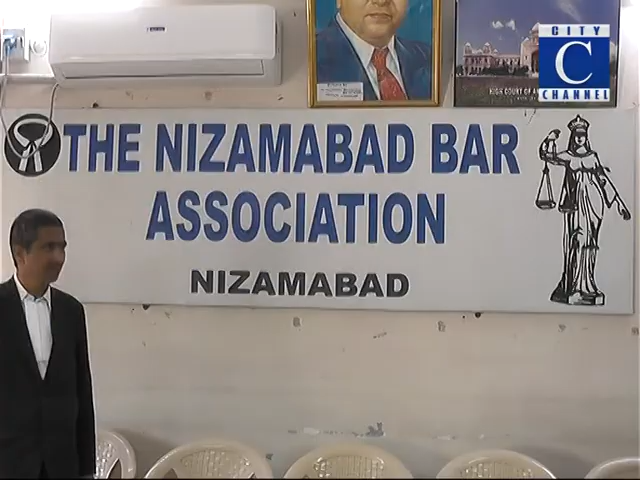 CITY
C
CHANNEL
HIGH COURT OF
THE NIZAMABAD BAR
ASSOCIATION
NIZAMABAD